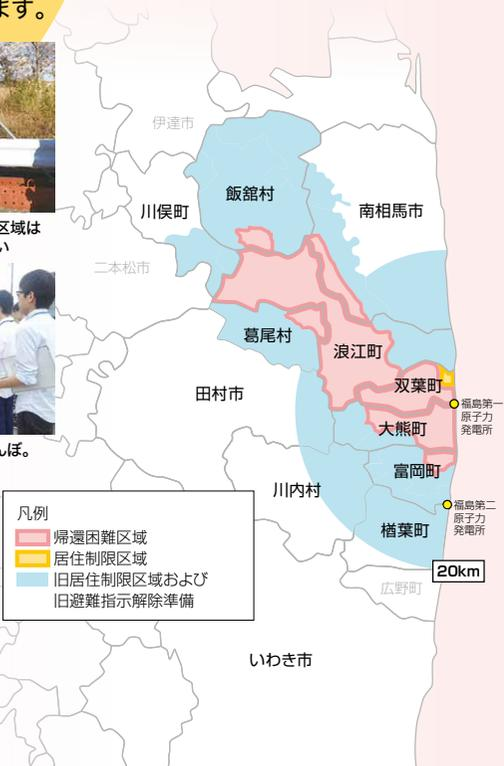 ます。
区域は
い
んぼ。
伊達市
飯舘村
川俣町
南相馬市
二本松市
葛尾村
浪江町
田村市
双葉町
福島第一
原子力
発電所
大熊町
富岡町
川内村
福島第二
原子力
発電所
楢葉町
20km
広野町
いわき市
凡例
帰還困難区域
居住制限区域
旧居住制限区域および
旧避難指示解除準備